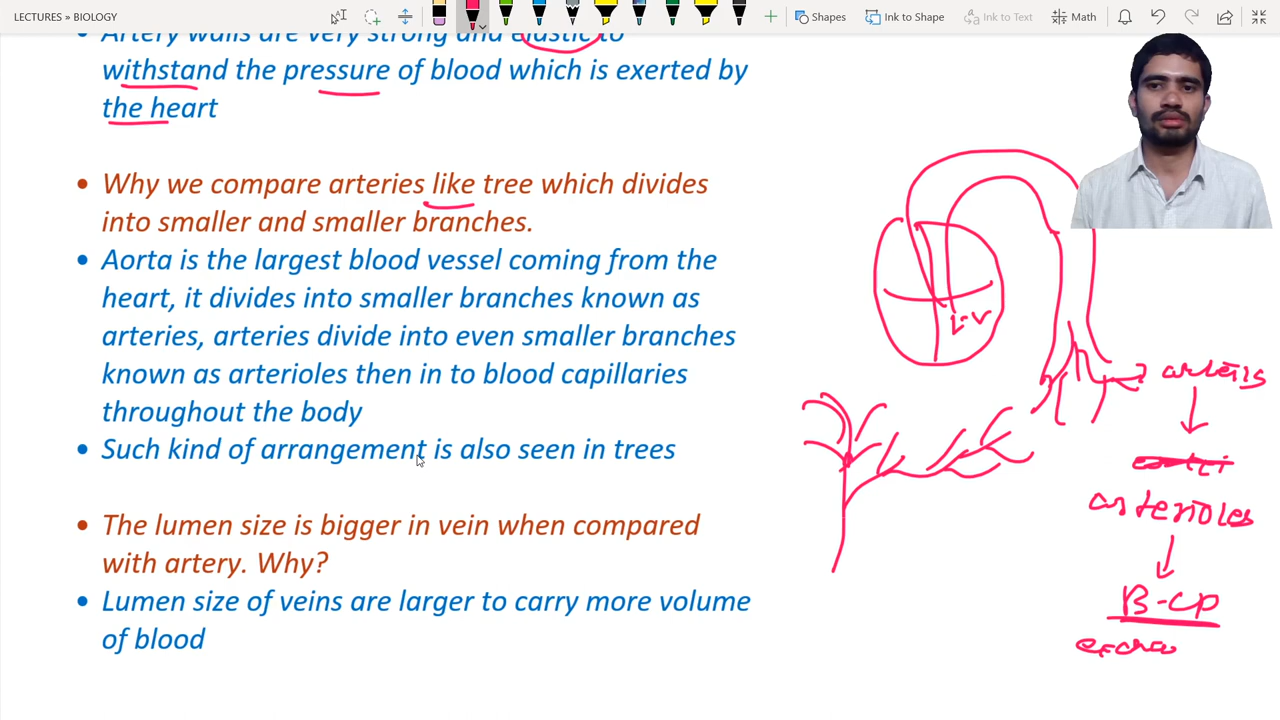 LECTURES » BIOLOGY
Shapes
Ink to Shape
Ink to Text
Math
• Artery walls are very strong and elastic to
withstand the pressure of blood which is exerted by
the heart
• Why we compare arteries like tree which divides
into smaller and smaller branches.
• Aorta is the largest blood vessel coming from the
heart, it divides into smaller branches known as
arteries, arteries divide into even smaller branches
known as arterioles then in to blood capillaries
throughout the body
• Such kind of arrangement is also seen in trees
• The lumen size is bigger in vein when compared
with artery. Why?
• Lumen size of veins are larger to carry more volume
of blood
L-V
arteris
arterioles
B-CP